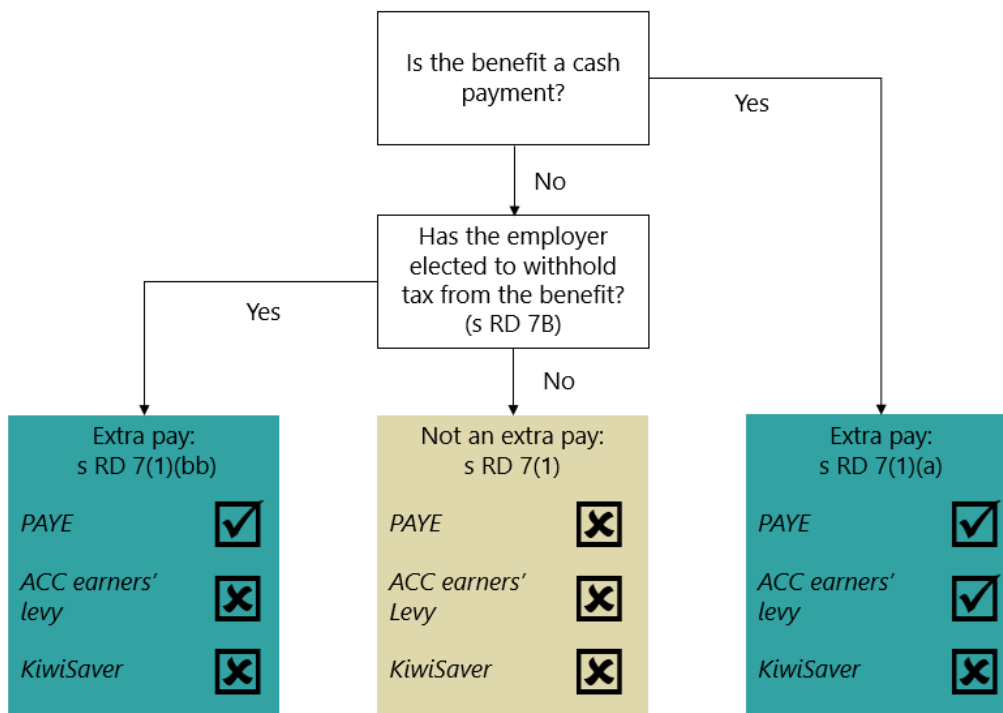 Is the benefit a cash
payment?
Yes
No
Has the employer
elected to withhold
tax from the benefit?
(s RD 7B)
Yes
No
Extra pay:
s RD 7(1)(bb)
PAYE
ACC earners’
levy
KiwiSaver
Not an extra pay:
s RD 7(1)
PAYE
ACC earners’
Levy
KiwiSaver
Extra pay:
s RD 7(1)(a)
PAYE
ACC earners’
levy
KiwiSaver